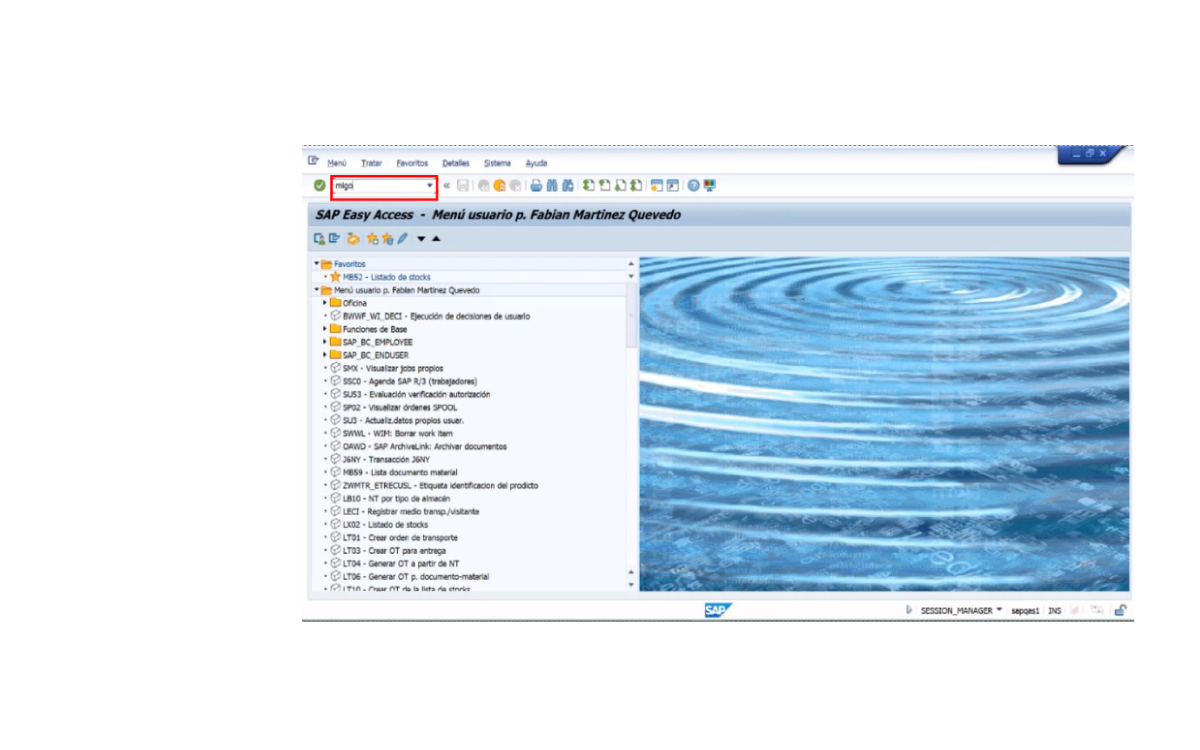 Menú Tratar Favoritos Detalles Sistema Ayuda
migo
SAP Easy Access - Menú usuario p. Fabian Martinez Quevedo
Favoritos
MB52 - Listado de stocks
Menú usuario p. Fabian Martinez Quevedo
Oficina
BWWF_WI_DECI - Ejecución de decisiones de usuario
Funciones de Base
SAP_BC_EMPLOYEE
SAP_BC_ENDUSER
SMX - Visualizar jobs propios
SSC0 - Agenda SAP R/3 (trabajadores)
SU53 - Evaluación verificación autorización
SP02 - Visualizar órdenes SPOOL
SU3 - Actualiz.datos propios usuar.
SWWL - WIM: Borrar work item
OAWD - SAP ArchiveLink: Archivar documentos
J6NY - Transacción J6NY
MB59 - Lista documento material
ZWMTR_ETRECUSL - Etiqueta identificacion del prodicto
LB10 - NT por tipo de almacén
LECI - Registrar medio transp./visitante
LX02 - Listado de stocks
LT01 - Crear orden de transporte
LT03 - Crear OT para entrega
LT04 - Generar OT a partir de NT
LT06 - Generar OT p. documento-material
LT10 - Crear OT de la lista de stocks
SAP
SESSION_MANAGER sapqas1 INS